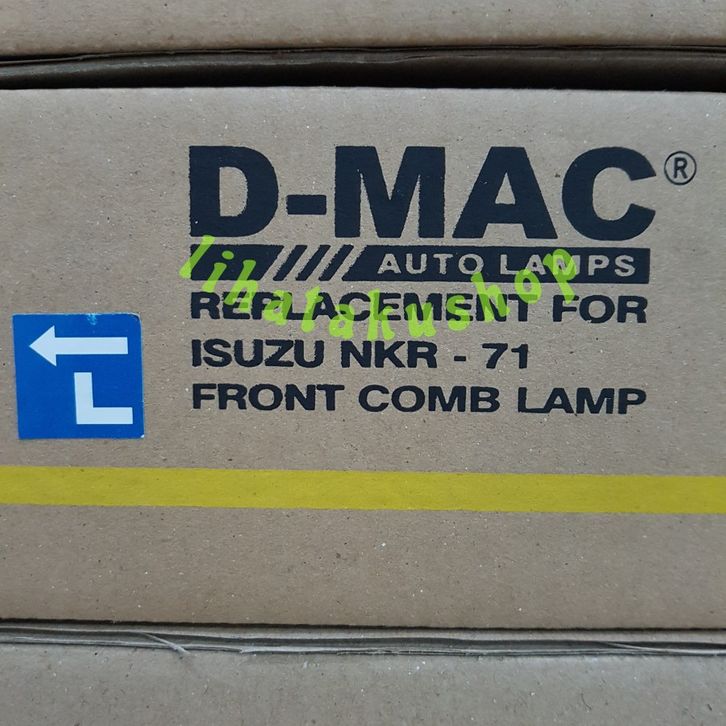 D-MAC®
AUTO LAMPS
lihatakushop
REPLACEMENT FOR
ISUZU NKR - 71
FRONT COMB LAMP
L